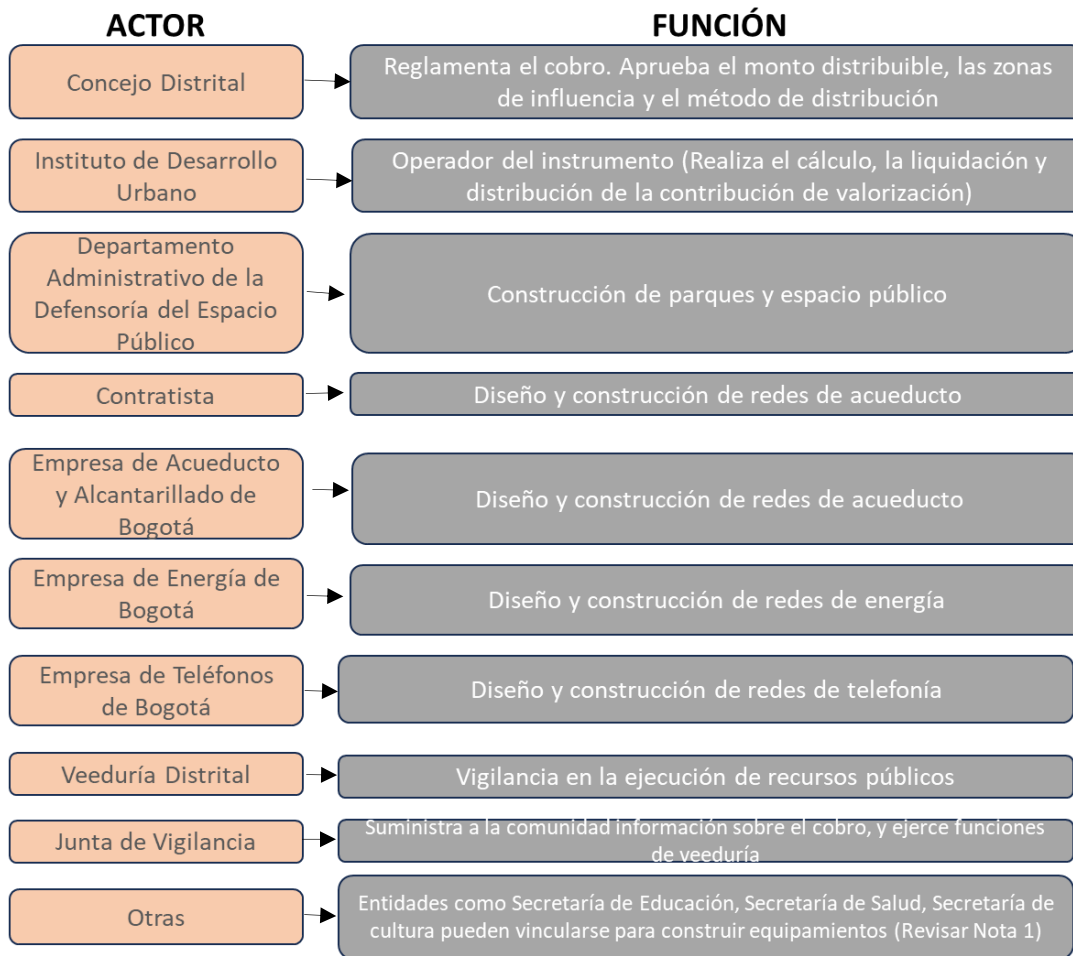 ACTOR
FUNCIÓN
Concejo Distrital
Reglamenta el cobro. Aprueba el monto distribuible, las zonas
de influencia y el método de distribución
Instituto de Desarrollo
Urbano
Operador del instrumento (Realiza el cálculo, la liquidación y
distribución de la contribución de valorización)
Departamento
Administrativo de la
Defensoría del Espacio
Público
Construcción de parques y espacio público
Contratista
Diseño y construcción de redes de acueducto
Empresa de Acueducto
y Alcantarillado de
Bogotá
Diseño y construcción de redes de acueducto
Empresa de Energía de
Bogotá
Diseño y construcción de redes de energía
Empresa de Teléfonos
de Bogotá
Diseño y construcción de redes de telefonía
Veeduría Distrital
Vigilancia en la ejecución de recursos públicos
Junta de Vigilancia
Suministra a la comunidad información sobre el cobro, y ejerce funciones
de veeduría
Otras
Entidades como Secretaría de Educación, Secretaría de Salud, Secretaría de
cultura pueden vincularse para construir equipamientos (Revisar Nota 1)